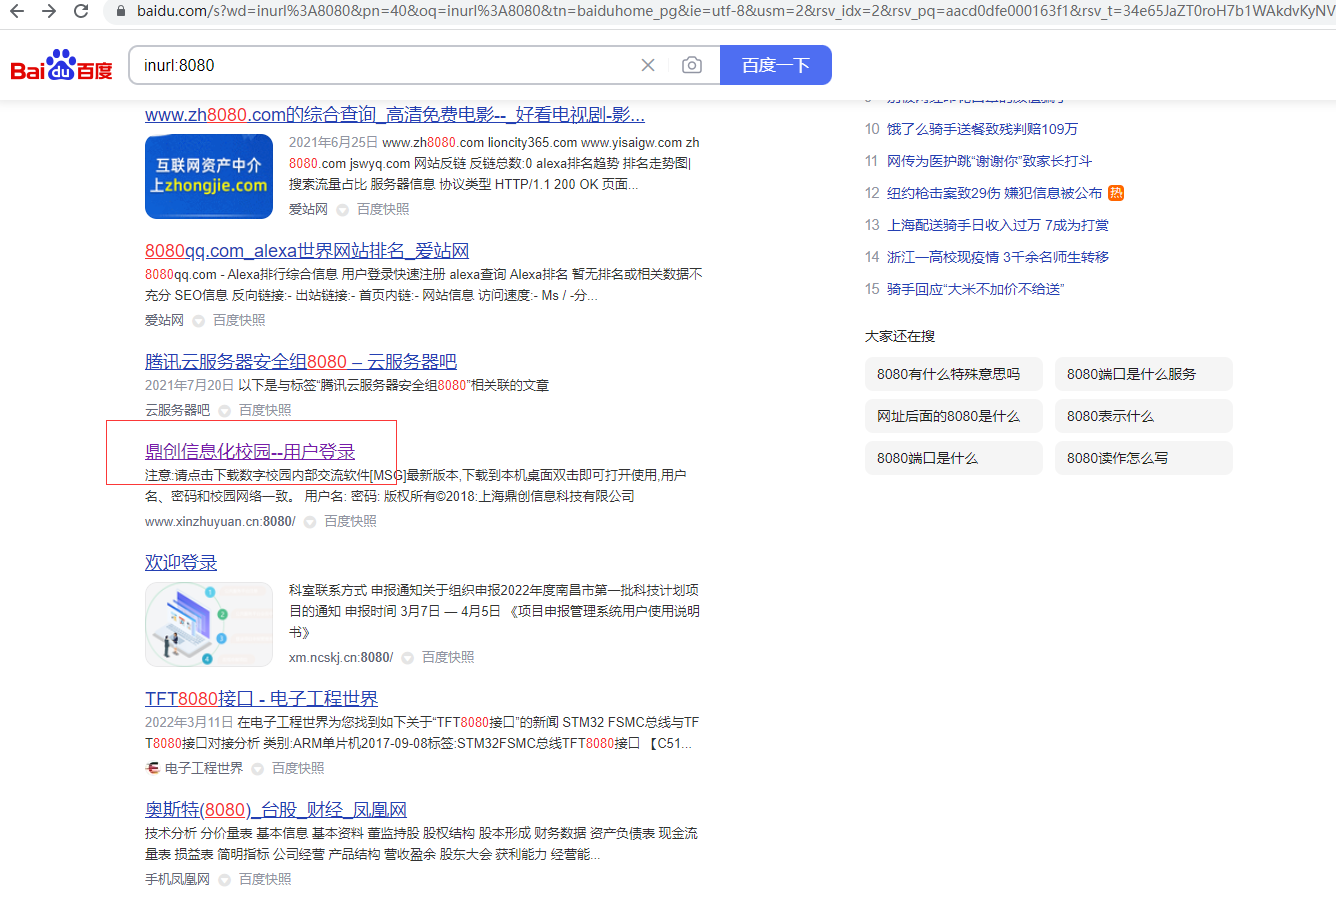 baidu.com/s?wd=inurl%3A8080&pn=40&oq=inurl%3A8080&tn=baiduhome_pg&ie=utf-8&usm=2&rsv_idx=2&rsv_pq=aacd0dfe000163f1&rsv_t=34e65JaZT0roH7b1WAkdvKyNV
Bai du 百度
inurl:8080
百度一下
www.zh8080.com的综合查询_高清免费电影--_好看电视剧-影...
互联网资产中介
上zhongjie.com
2021年6月25日 www.zh8080.com lioncity365.com www.yisaigw.com zh
8080.com jswyq.com 网站反链 反链总数:0 alexa排名趋势 排名走势图|
搜索流量占比 服务器信息 协议类型 HTTP/1.1 200 OK 页面...
爱站网 百度快照
8080qq.com_alexa世界网站排名_爱站网
8080qq.com - Alexa排行综合信息 用户登录快速注册 alexa查询 Alexa排名 暂无排名或相关数据不
充分 SEO信息 反向链接:- 出站链接:- 首页内链:- 网站信息 访问速度:- Ms / -分...
爱站网 百度快照
腾讯云服务器安全组8080 – 云服务器吧
2021年7月20日 以下是与标签“腾讯云服务器安全组8080”相关联的文章
云服务器吧 百度快照
鼎创信息化校园--用户登录
注意:请点击下载数字校园内部交流软件[MSG]最新版本,下载到本机桌面双击即可打开使用,用户
名、密码和校园网络一致。 用户名: 密码: 版权所有©2018:上海鼎创信息科技有限公司
www.xinzhuyuan.cn:8080/ 百度快照
欢迎登录
科室联系方式 申报通知关于组织申报2022年度南昌市第一批科技计划项
目的通知 申报时间 3月7日 — 4月5日 《项目申报管理系统用户使用说明
书》
xm.ncskj.cn:8080/ 百度快照
TFT8080接口 - 电子工程世界
2022年3月11日 在电子工程世界为您找到如下关于“TFT8080接口”的新闻 STM32 FSMC总线与TF
T8080接口对接分析 类别:ARM单片机2017-09-08标签:STM32FSMC总线TFT8080接口 【C51...
电子工程世界 百度快照
奥斯特(8080)_台股_财经_凤凰网
技术分析 分价量表 基本信息 基本资料 董监持股 股权结构 股本形成 财务数据 资产负债表 现金流
量表 损益表 简明指标 公司经营 产品结构 营收盈余 股东大会 获利能力 经营能...
手机凤凰网 百度快照
10 饿了么骑手送餐致残判赔109万
11 网传为医护跳“谢谢你”致家长打斗
12 纽约枪击案致29伤 嫌犯信息被公布 热
13 上海配送骑手日收入过万 7成为打赏
14 浙江一高校现疫情 3千余名师生转移
15 骑手回应“大米不加价不给送”
大家还在搜
8080有什么特殊意思吗
8080端口是什么服务
网址后面的8080是什么
8080表示什么
8080端口是什么
8080读作怎么写